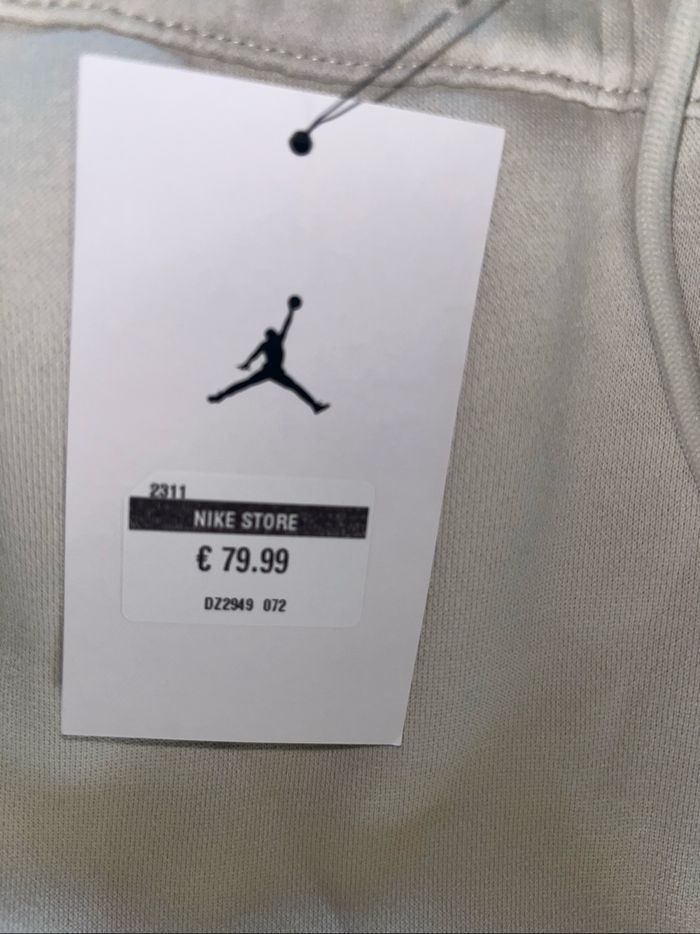 2311
NIKE STORE
€ 79.99
DZ2949 072